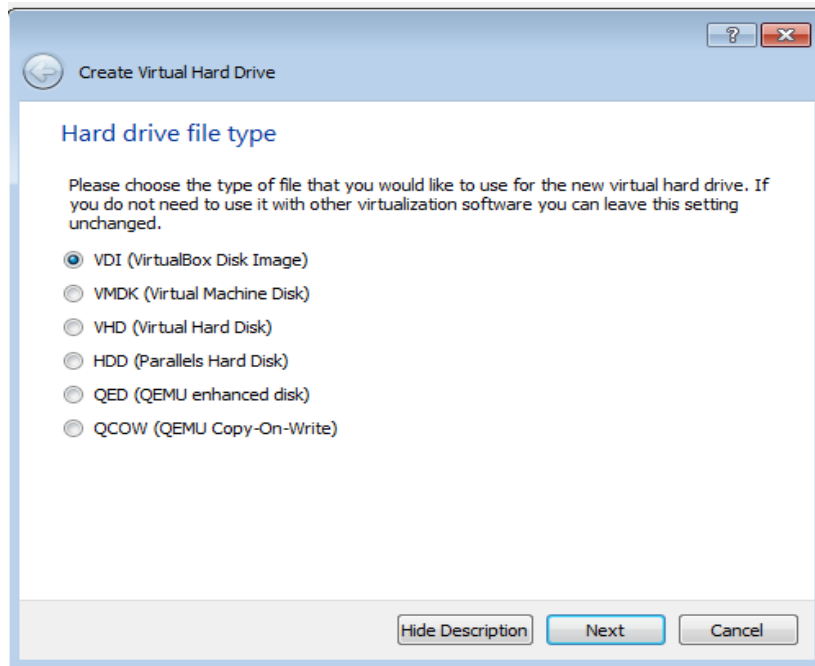 ?
Create Virtual Hard Drive
Hard drive file type
Please choose the type of file that you would like to use for the new virtual hard drive. If
you do not need to use it with other virtualization software you can leave this setting
unchanged.
VDI (VirtualBox Disk Image)
VMDK (Virtual Machine Disk)
VHD (Virtual Hard Disk)
HDD (Parallels Hard Disk)
QED (QEMU enhanced disk)
QCOW (QEMU Copy-On-Write)
Hide Description Next Cancel